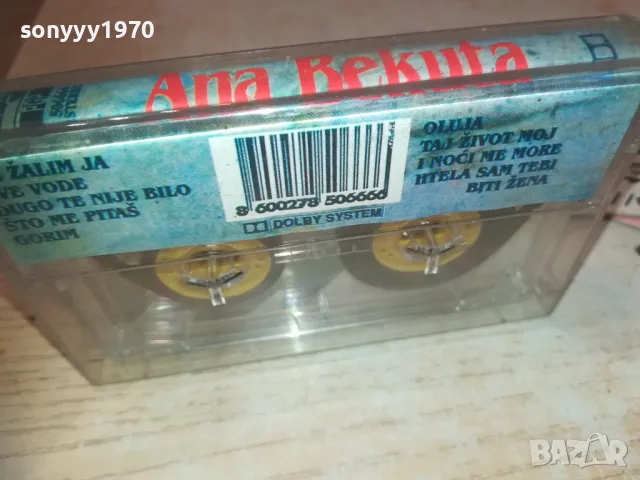 sonyyy1970
Ana Bekuta
ŽALIM JA
VE VODE
DUGO TE NIJE BILO
ŠTO ME PITAŠ
GORIM
8 600278 506666
DOLBY SYSTEM
OLUJA
TAJ ŽIVOT MOJ
I NOĆI ME MORE
HTELA SAM TEBI
BITI ŽENA
BAZAR